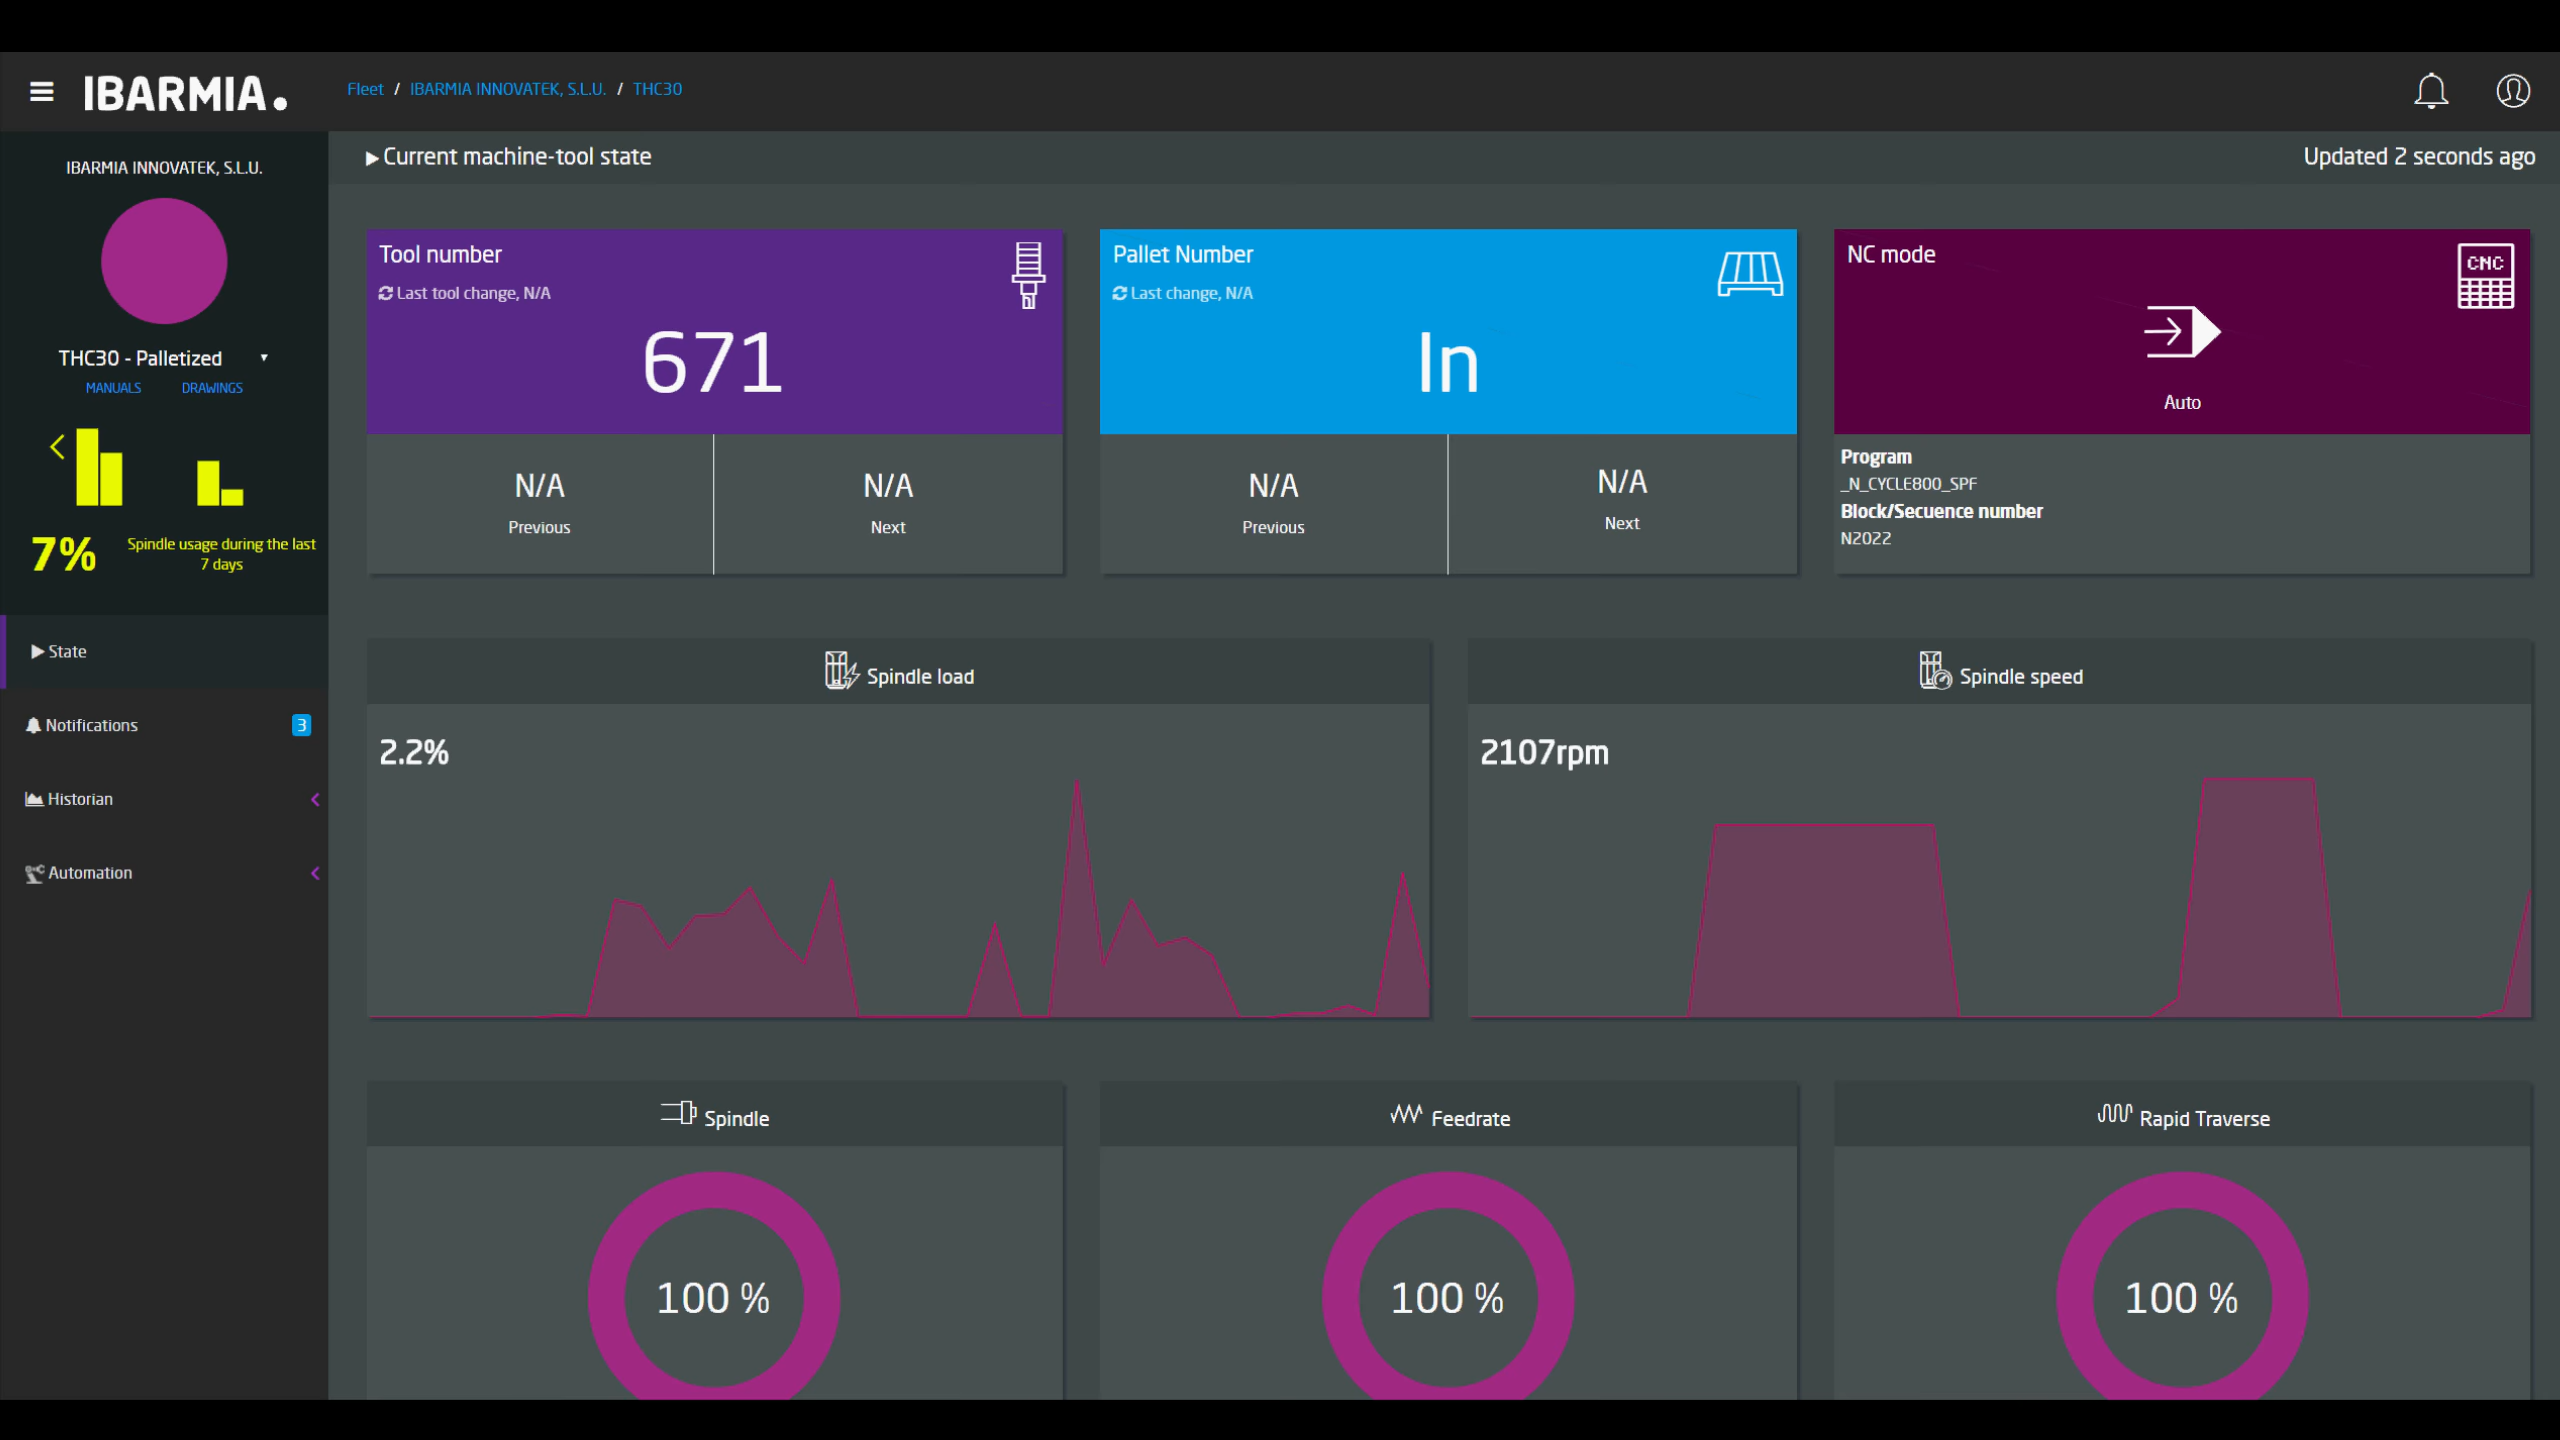 IBARMIA.
Fleet / IBARMIA INNOVATEK, S.L.U. / THC30
IBARMIA INNOVATEK, S.L.U.
THC30 - Palletized
MANUALS DRAWINGS
7%
Spindle usage during the last
7 days
State
Notifications 3
Historian
Automation
Current machine-tool state
Updated 2 seconds ago
Tool number
Last tool change, N/A
671
N/A
Previous
N/A
Next
Pallet Number
Last change, N/A
In
N/A
Previous
N/A
Next
NC mode
CNC
Auto
Program
_N_CYCLE800_SPF
Block/Secuence number
N2022
Spindle load
2.2%
Spindle speed
2107rpm
Spindle
100 %
Feedrate
100 %
Rapid Traverse
100 %